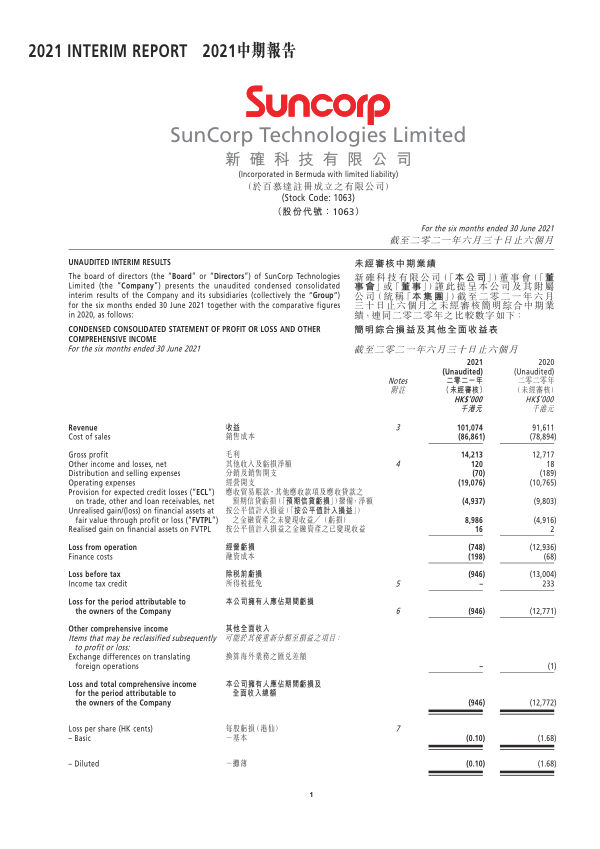 2021 INTERIM REPORT 2021中期報告
Suncorp
SunCorp Technologies Limited
新確科技有限公司
(Incorporated in Bermuda with limited liability)
(於百慕達註冊成立之有限公司)
(Stock Code: 1063)
(股份代號：1063)
For the six months ended 30 June 2021
截至二零二一年六月三十日止六個月
UNAUDITED INTERIM RESULTS
The board of directors (the "Board" or "Directors") of SunCorp Technologies
Limited (the "Company") presents the unaudited condensed consolidated
interim results of the Company and its subsidiaries (collectively the "Group")
for the six months ended 30 June 2021 together with the comparative figures
in 2020, as follows:
未經審核中期業績
新確科技有限公司(「本公司」)董事會(「董
事會」或「董事」)謹此提呈本公司及其附屬
公司(統稱「本集團」)截至二零二一年六月
三十日止六個月之未經審核簡明綜合中期業
績，連同二零二零年之比較數字如下：
CONDENSED CONSOLIDATED STATEMENT OF PROFIT OR LOSS AND OTHER
COMPREHENSIVE INCOME
For the six months ended 30 June 2021
簡明綜合損益及其他全面收益表
截至二零二一年六月三十日止六個月
2021 2020
(Unaudited) (Unaudited)
Notes 二零二一年 二零二零年
附註 (未經審核) (未經審核)
HK$'000 HK$'000
千港元 千港元
Revenue 收益 3 101,074 91,611
Cost of sales 銷售成本 (86,861) (78,894)
Gross profit 毛利 14,213 12,717
Other income and losses, net 其他收入及虧損淨額 4 120 18
Distribution and selling expenses 分銷及銷售開支 (70) (189)
Operating expenses 經營開支 (19,076) (10,765)
Provision for expected credit losses ("ECL") 應收貿易賬款、其他應收款項及應收貸款之
on trade, other and loan receivables, net 預期信貸虧損(「預期信貸虧損」)撥備，淨額 (4,937) (9,803)
Unrealised gain/(loss) on financial assets at 按公平值計入損益(「按公平值計入損益」)
fair value through profit or loss ("FVTPL") 之金融資產之未變現收益╱(虧損) 8,986 (4,916)
Realised gain on financial assets on FVTPL 按公平值計入損益之金融資產之已變現收益 16 2
Loss from operation 經營虧損 (748) (12,936)
Finance costs 融資成本 (198) (68)
Loss before tax 除稅前虧損 (946) (13,004)
Income tax credit 所得稅抵免 5 – 233
Loss for the period attributable to 本公司擁有人應佔期間虧損
the owners of the Company 6 (946) (12,771)
Other comprehensive income 其他全面收入
Items that may be reclassified subsequently 可能於其後重新分類至損益之項目：
to profit or loss:
Exchange differences on translating 換算海外業務之匯兌差額
foreign operations – (1)
Loss and total comprehensive income 本公司擁有人應佔期間虧損及
for the period attributable to 全面收入總額
the owners of the Company (946) (12,772)
Loss per share (HK cents) 每股虧損(港仙) 7
– Basic －基本 (0.10) (1.68)
– Diluted －攤薄 (0.10) (1.68)
1